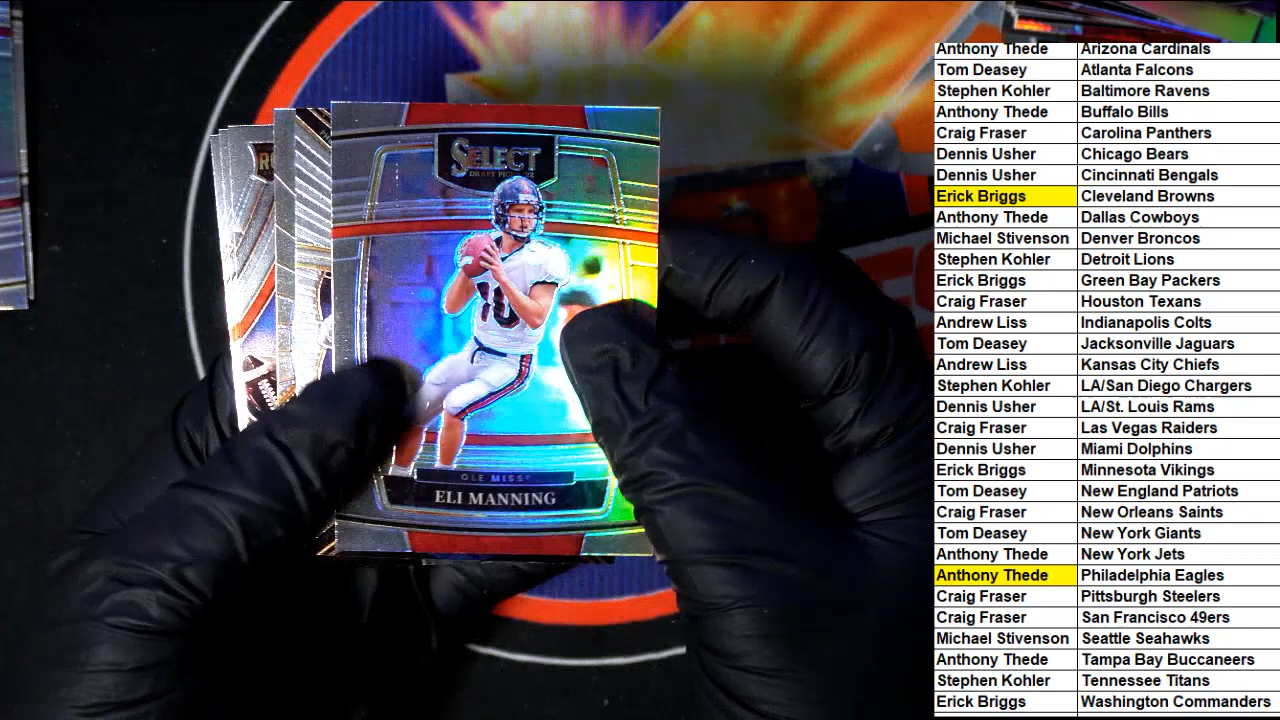 SELECT
DRAFT PICKS '22
10
OLE MISS
ELI MANNING
RO
Anthony Thede Arizona Cardinals
Tom Deasey Atlanta Falcons
Stephen Kohler Baltimore Ravens
Anthony Thede Buffalo Bills
Craig Fraser Carolina Panthers
Dennis Usher Chicago Bears
Dennis Usher Cincinnati Bengals
Erick Briggs Cleveland Browns
Anthony Thede Dallas Cowboys
Michael Stivenson Denver Broncos
Stephen Kohler Detroit Lions
Erick Briggs Green Bay Packers
Craig Fraser Houston Texans
Andrew Liss Indianapolis Colts
Tom Deasey Jacksonville Jaguars
Andrew Liss Kansas City Chiefs
Stephen Kohler LA/San Diego Chargers
Dennis Usher LA/St. Louis Rams
Craig Fraser Las Vegas Raiders
Dennis Usher Miami Dolphins
Erick Briggs Minnesota Vikings
Tom Deasey New England Patriots
Craig Fraser New Orleans Saints
Tom Deasey New York Giants
Anthony Thede New York Jets
Anthony Thede Philadelphia Eagles
Craig Fraser Pittsburgh Steelers
Craig Fraser San Francisco 49ers
Michael Stivenson Seattle Seahawks
Anthony Thede Tampa Bay Buccaneers
Stephen Kohler Tennessee Titans
Erick Briggs Washington Commanders